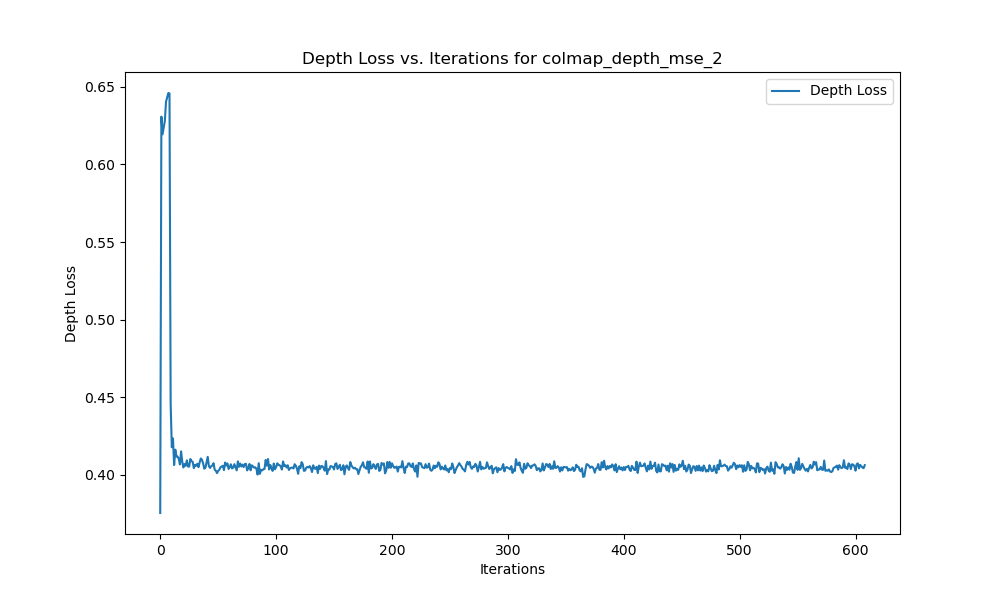 Depth Loss vs. Iterations for colmap_depth_mse_2
Depth Loss
0.65
0.60
0.55
0.50
0.45
0.40
Depth Loss
0 100 200 300 400 500 600
Iterations